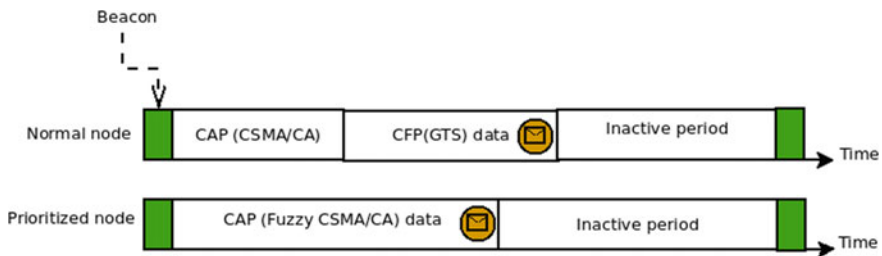 Beacon
Normal node
CAP (CSMA/CA)
CFP(GTS) data
Inactive period
Time
Prioritized node
CAP (Fuzzy CSMA/CA) data
Inactive period
Time